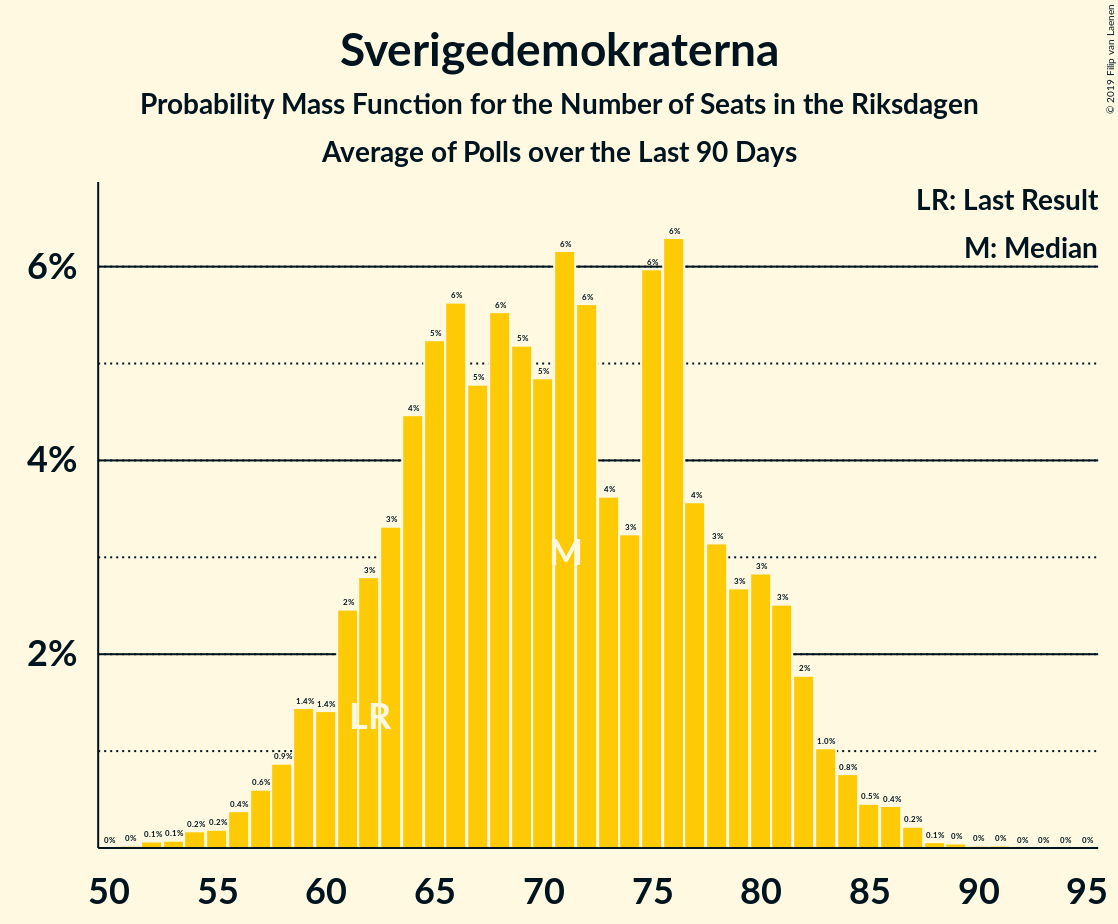 Sverigedemokraterna
Probability Mass Function for the Number of Seats in the Riksdagen
Average of Polls over the Last 90 Days
© 2019 Filip van Laenen
LR: Last Result
M: Median
6%
4%
2%
0% 0% 0.1% 0.1% 0.2% 0.2% 0.4% 0.6% 0.9% 1.4% 1.4% 2% 3% 3% 4% 5% 6% 5% 6% 5% 5% 6% 6% 4% 3% 6% 6% 4% 3% 3% 3% 3% 2% 1.0% 0.8% 0.5% 0.4% 0.2% 0.1% 0% 0% 0% 0% 0% 0% 0%
M
LR
50 55 60 65 70 75 80 85 90 95